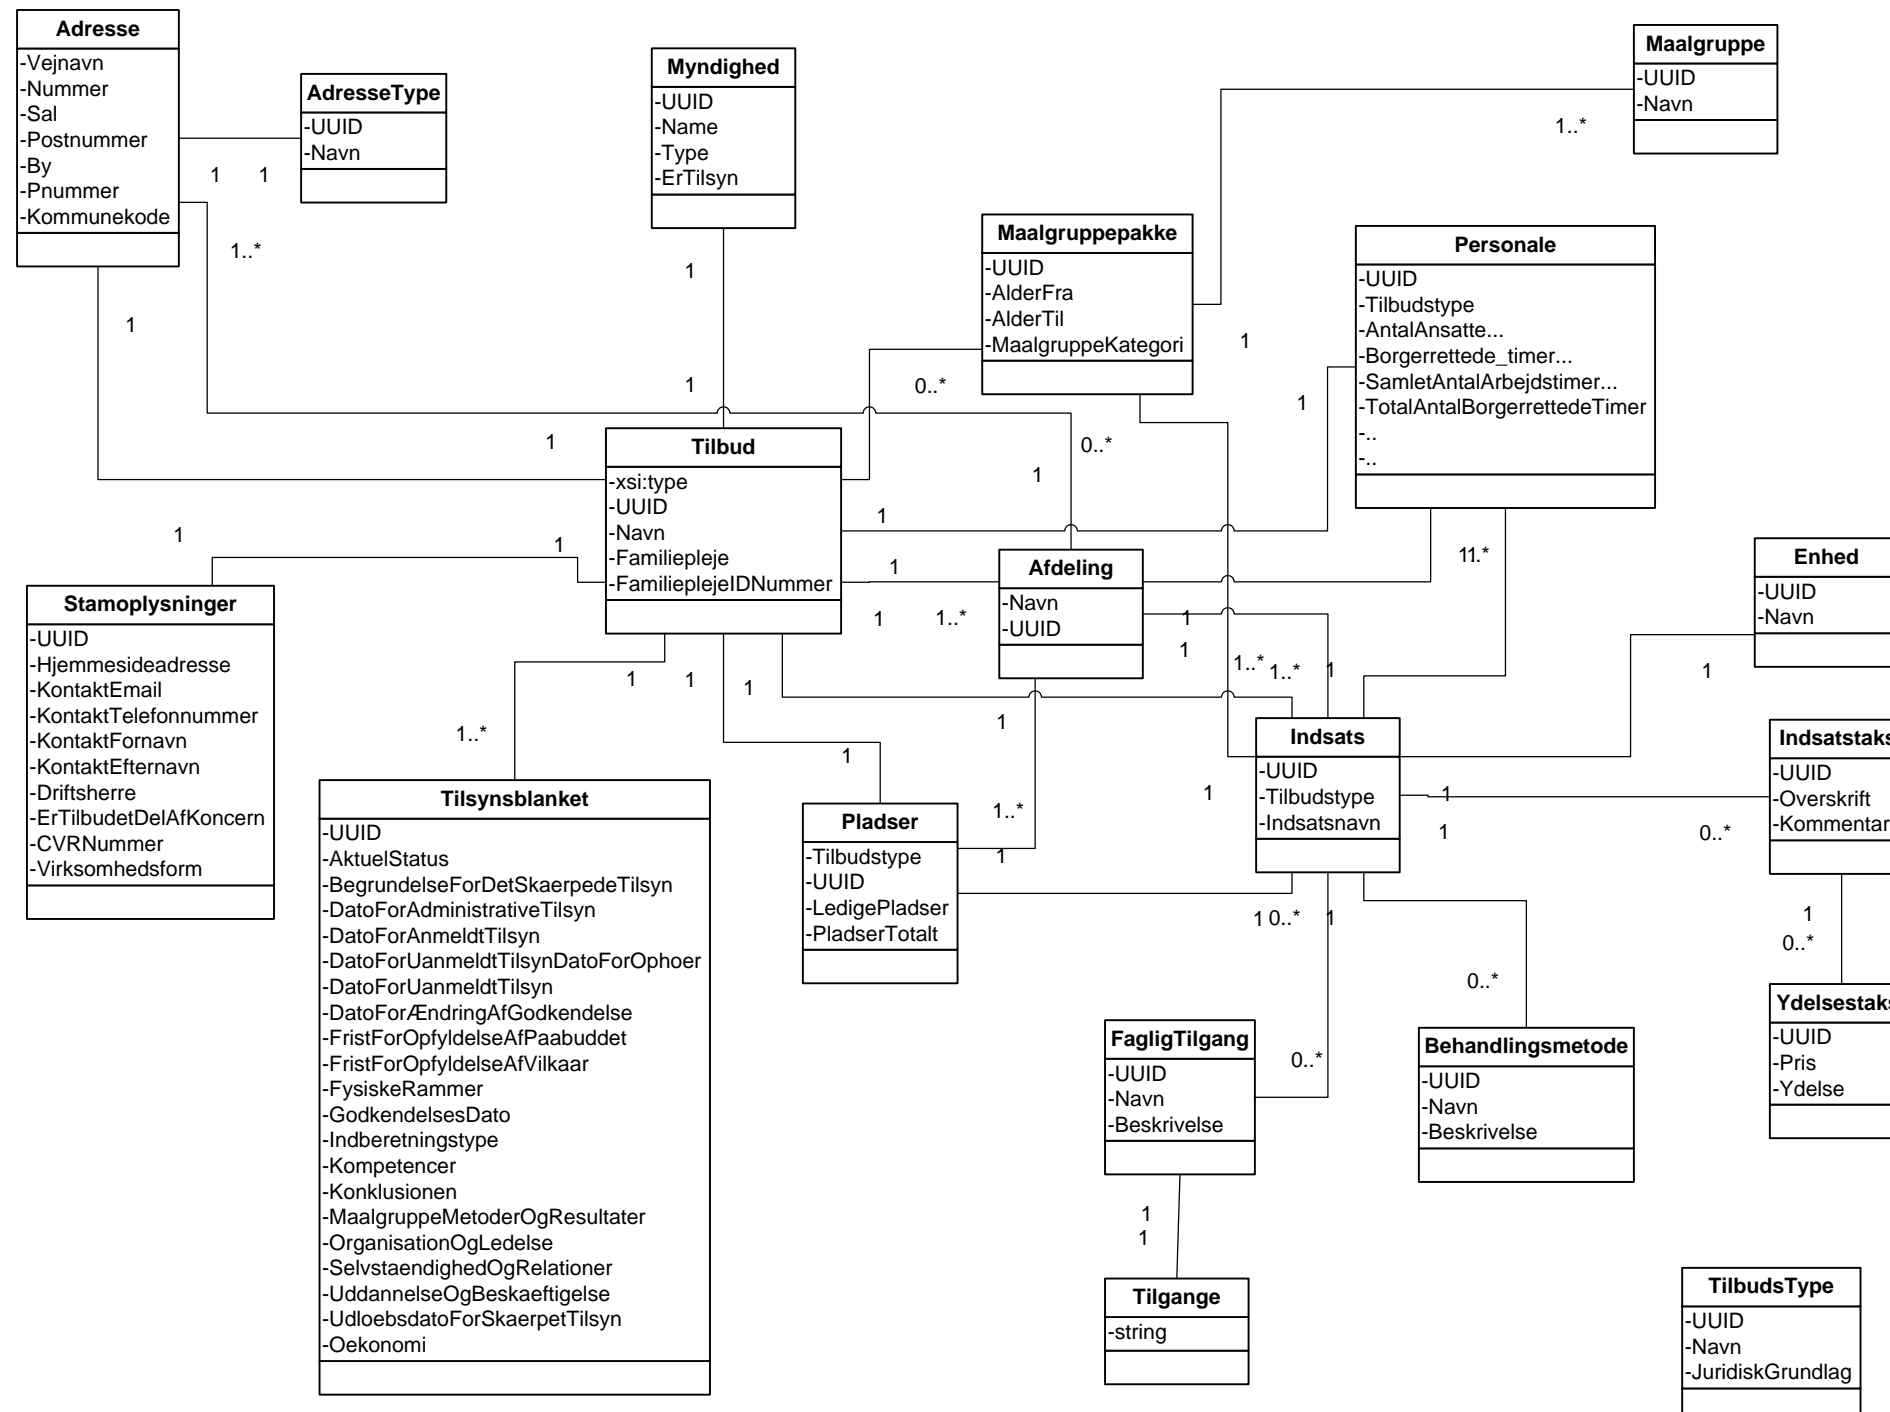 Adresse
-Vejnavn
-Nummer
-Sal
-Postnummer
-By
-Pnummer
-Kommunekode
AdresseType
-UUID
-Navn
1
1
1..*
1
Myndighed
-UUID
-Name
-Type
-ErTilsyn
1
1
Maalgruppe
-UUID
-Navn
1..*
Maalgruppepakke
-UUID
-AlderFra
-AlderTil
-MaalgruppeKategori
1
0..*
0..*
1
Personale
-UUID
-Tilbudstype
-AntalAnsatte...
-Borgerrettede_timer...
-SamletAntalArbejdstimer...
-TotalAntalBorgerrettedeTimer
-..
-..
1
11.*
Tilbud
-xsi:type
-UUID
-Navn
-Familiepleje
-FamilieplejeIDNummer
1
1
1
1
1
1
Afdeling
-Navn
-UUID
1..*
1
1
1..*
1..*
1
Enhed
-UUID
-Navn
1
Stamoplysninger
-UUID
-Hjemmesideadresse
-KontaktEmail
-KontaktTelefonnummer
-KontaktFornavn
-KontaktEfternavn
-Driftsherre
-ErTilbudetDelAfKoncern
-CVRNummer
-Virksomhedsform
1
1
1
1
1
1..*
Tilsynsblanket
-UUID
-AktuelStatus
-BegrundelseForDetSkaerpedeTilsyn
-DatoForAdministrativeTilsyn
-DatoForAnmeldtTilsyn
-DatoForUanmeldtTilsynDatoForOphoer
-DatoForUanmeldtTilsyn
-DatoForÆndringAfGodkendelse
-FristForOpfyldelseAfPaabuddet
-FristForOpfyldelseAfVilkaar
-FysiskeRammer
-GodkendelsesDato
-Indberetningstype
-Kompetencer
-Konklusionen
-MaalgruppeMetoderOgResultater
-OrganisationOgLedelse
-SelvstaendighedOgRelationer
-UddannelseOgBeskaeftigelse
-UdloebsdatoForSkaerpetTilsyn
-Oekonomi
Pladser
-Tilbudstype
-UUID
-LedigePladser
-PladserTotalt
1..*
1
1
Indsats
-UUID
-Tilbudstype
-Indsatsnavn
1
1
0..*
1 0..*
1
Indsatstaks
-UUID
-Overskrift
-Kommentar
1
0..*
Ydelsestaks
-UUID
-Pris
-Ydelse
FagligTilgang
-UUID
-Navn
-Beskrivelse
0..*
0..*
Behandlingsmetode
-UUID
-Navn
-Beskrivelse
1
1
Tilgange
-string
TilbudsType
-UUID
-Navn
-JuridiskGrundlag